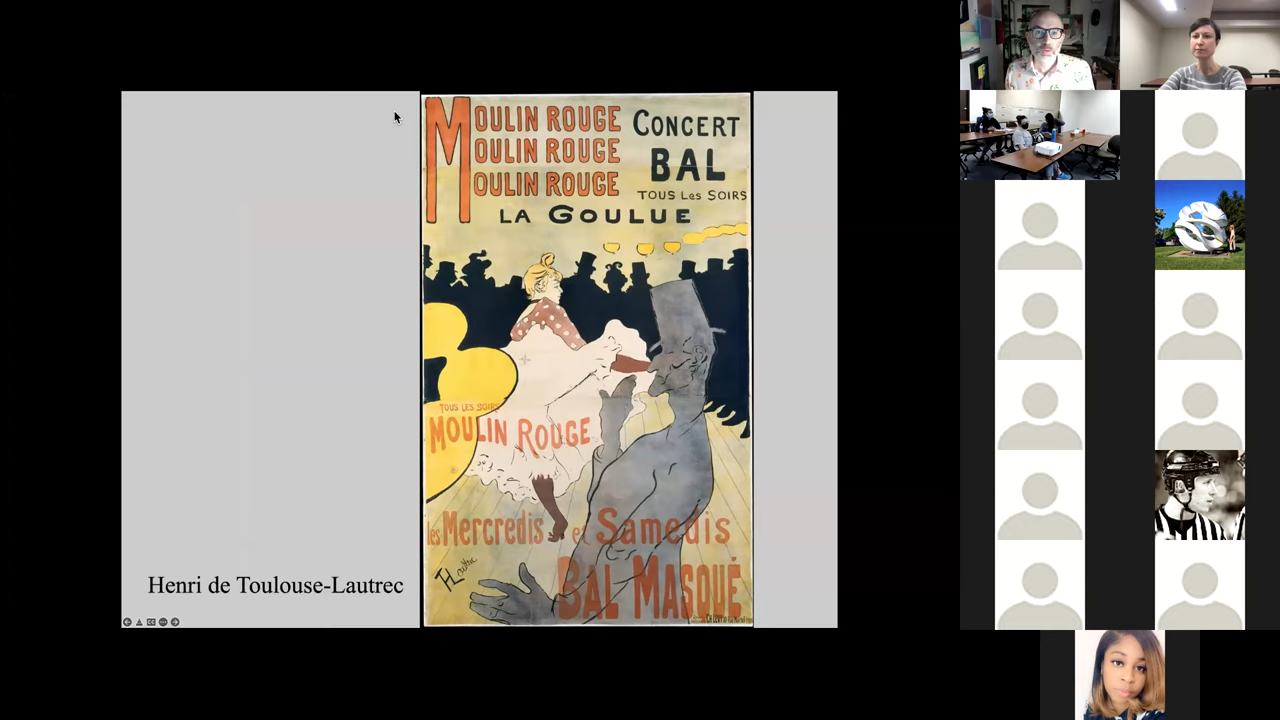 MOULIN ROUGE CONCERT
MOULIN ROUGE BAL
MOULIN ROUGE TOUS LES SOIRS
LA GOULUE
TOUS LES SOIRS
MOULIN ROUGE
les Mercredis et Samedis
BAL MASQUÉ
HTLautrec
Henri de Toulouse-Lautrec